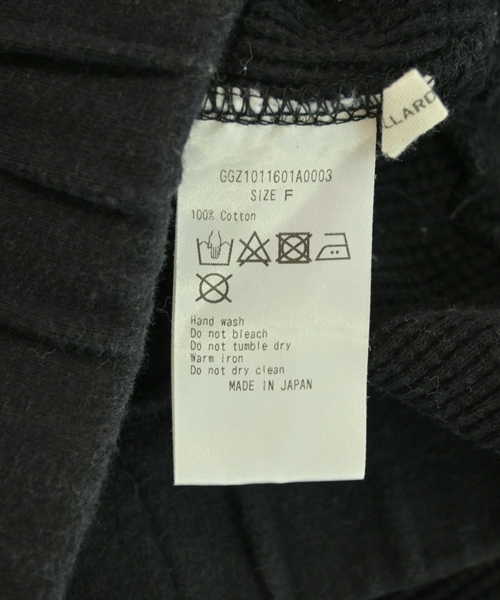 LLARD
GGZ1011601A0003
SIZE F
100% Cotton
Hand wash
Do not bleach
Do not tumble dry
Warm iron
Do not dry clean
MADE IN JAPAN